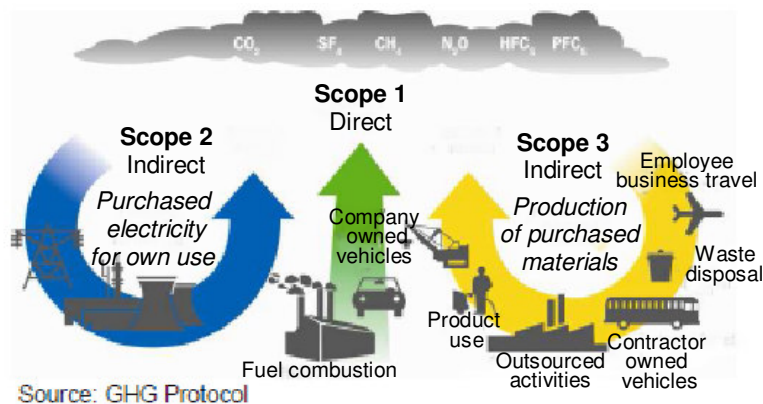 CO2 SF6 CH4 N2O HFCs PFCs
Scope 1
Direct
Scope 2
Indirect
Purchased
electricity
for own use
Company
owned
vehicles
Fuel combustion
Scope 3
Indirect
Production
of purchased
materials
Employee
business travel
Waste
disposal
Product
use
Outsourced
activities
Contractor
owned
vehicles
Source: GHG Protocol